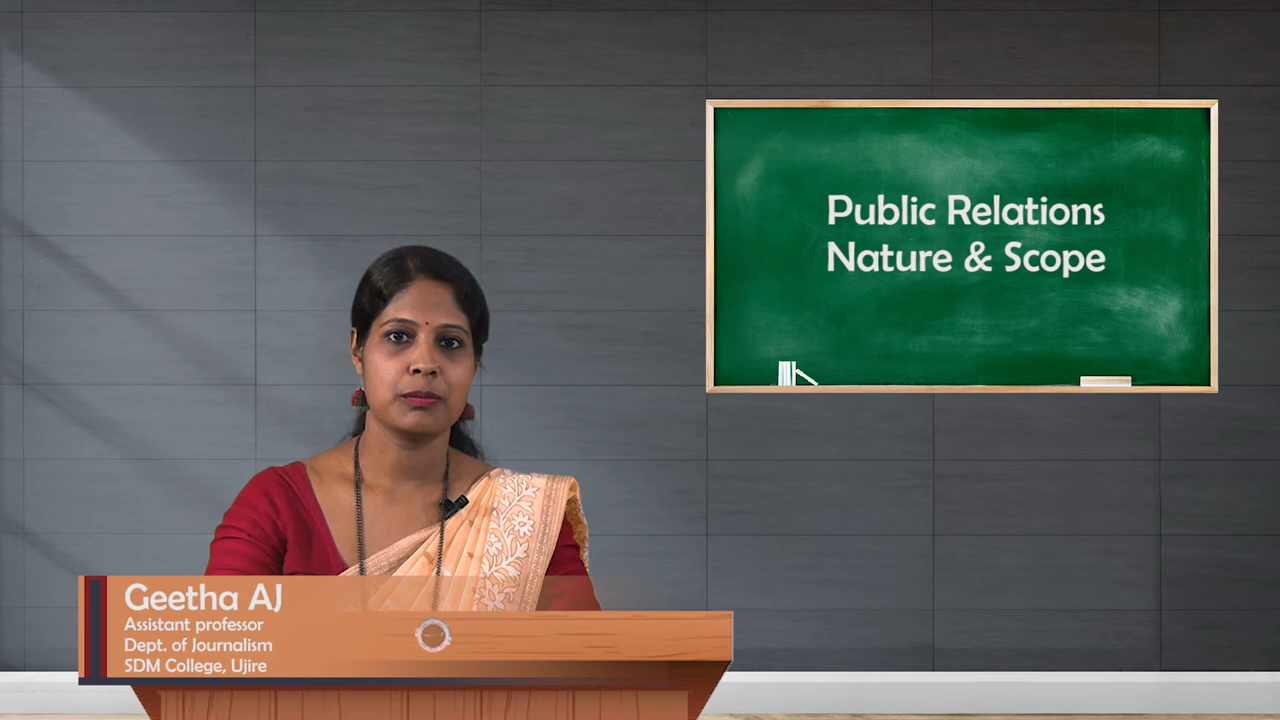 Public Relations
Nature & Scope
Geetha AJ
Assistant professor
Dept. of Journalism
SDM College, Ujire